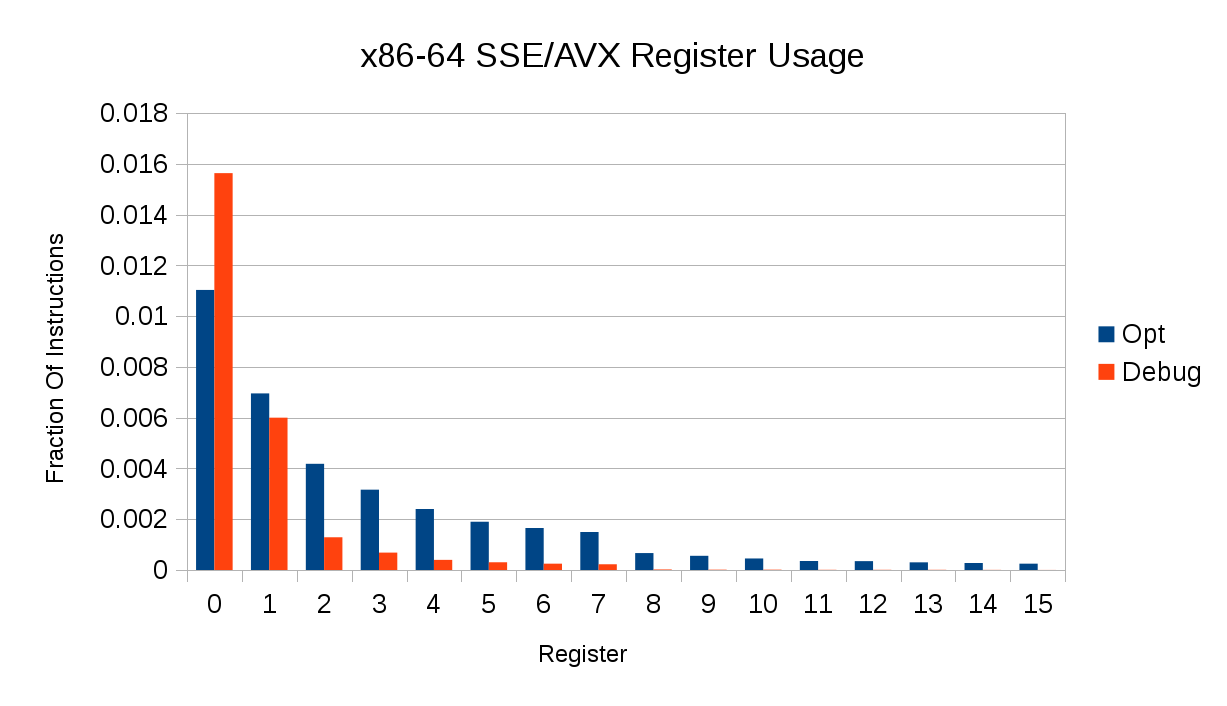 x86-64 SSE/AVX Register Usage
0.018
0.016
0.014
0.012
0.01
0.008
0.006
0.004
0.002
0
Fraction Of Instructions
0 1 2 3 4 5 6 7 8 9 10 11 12 13 14 15
Register
Opt
Debug